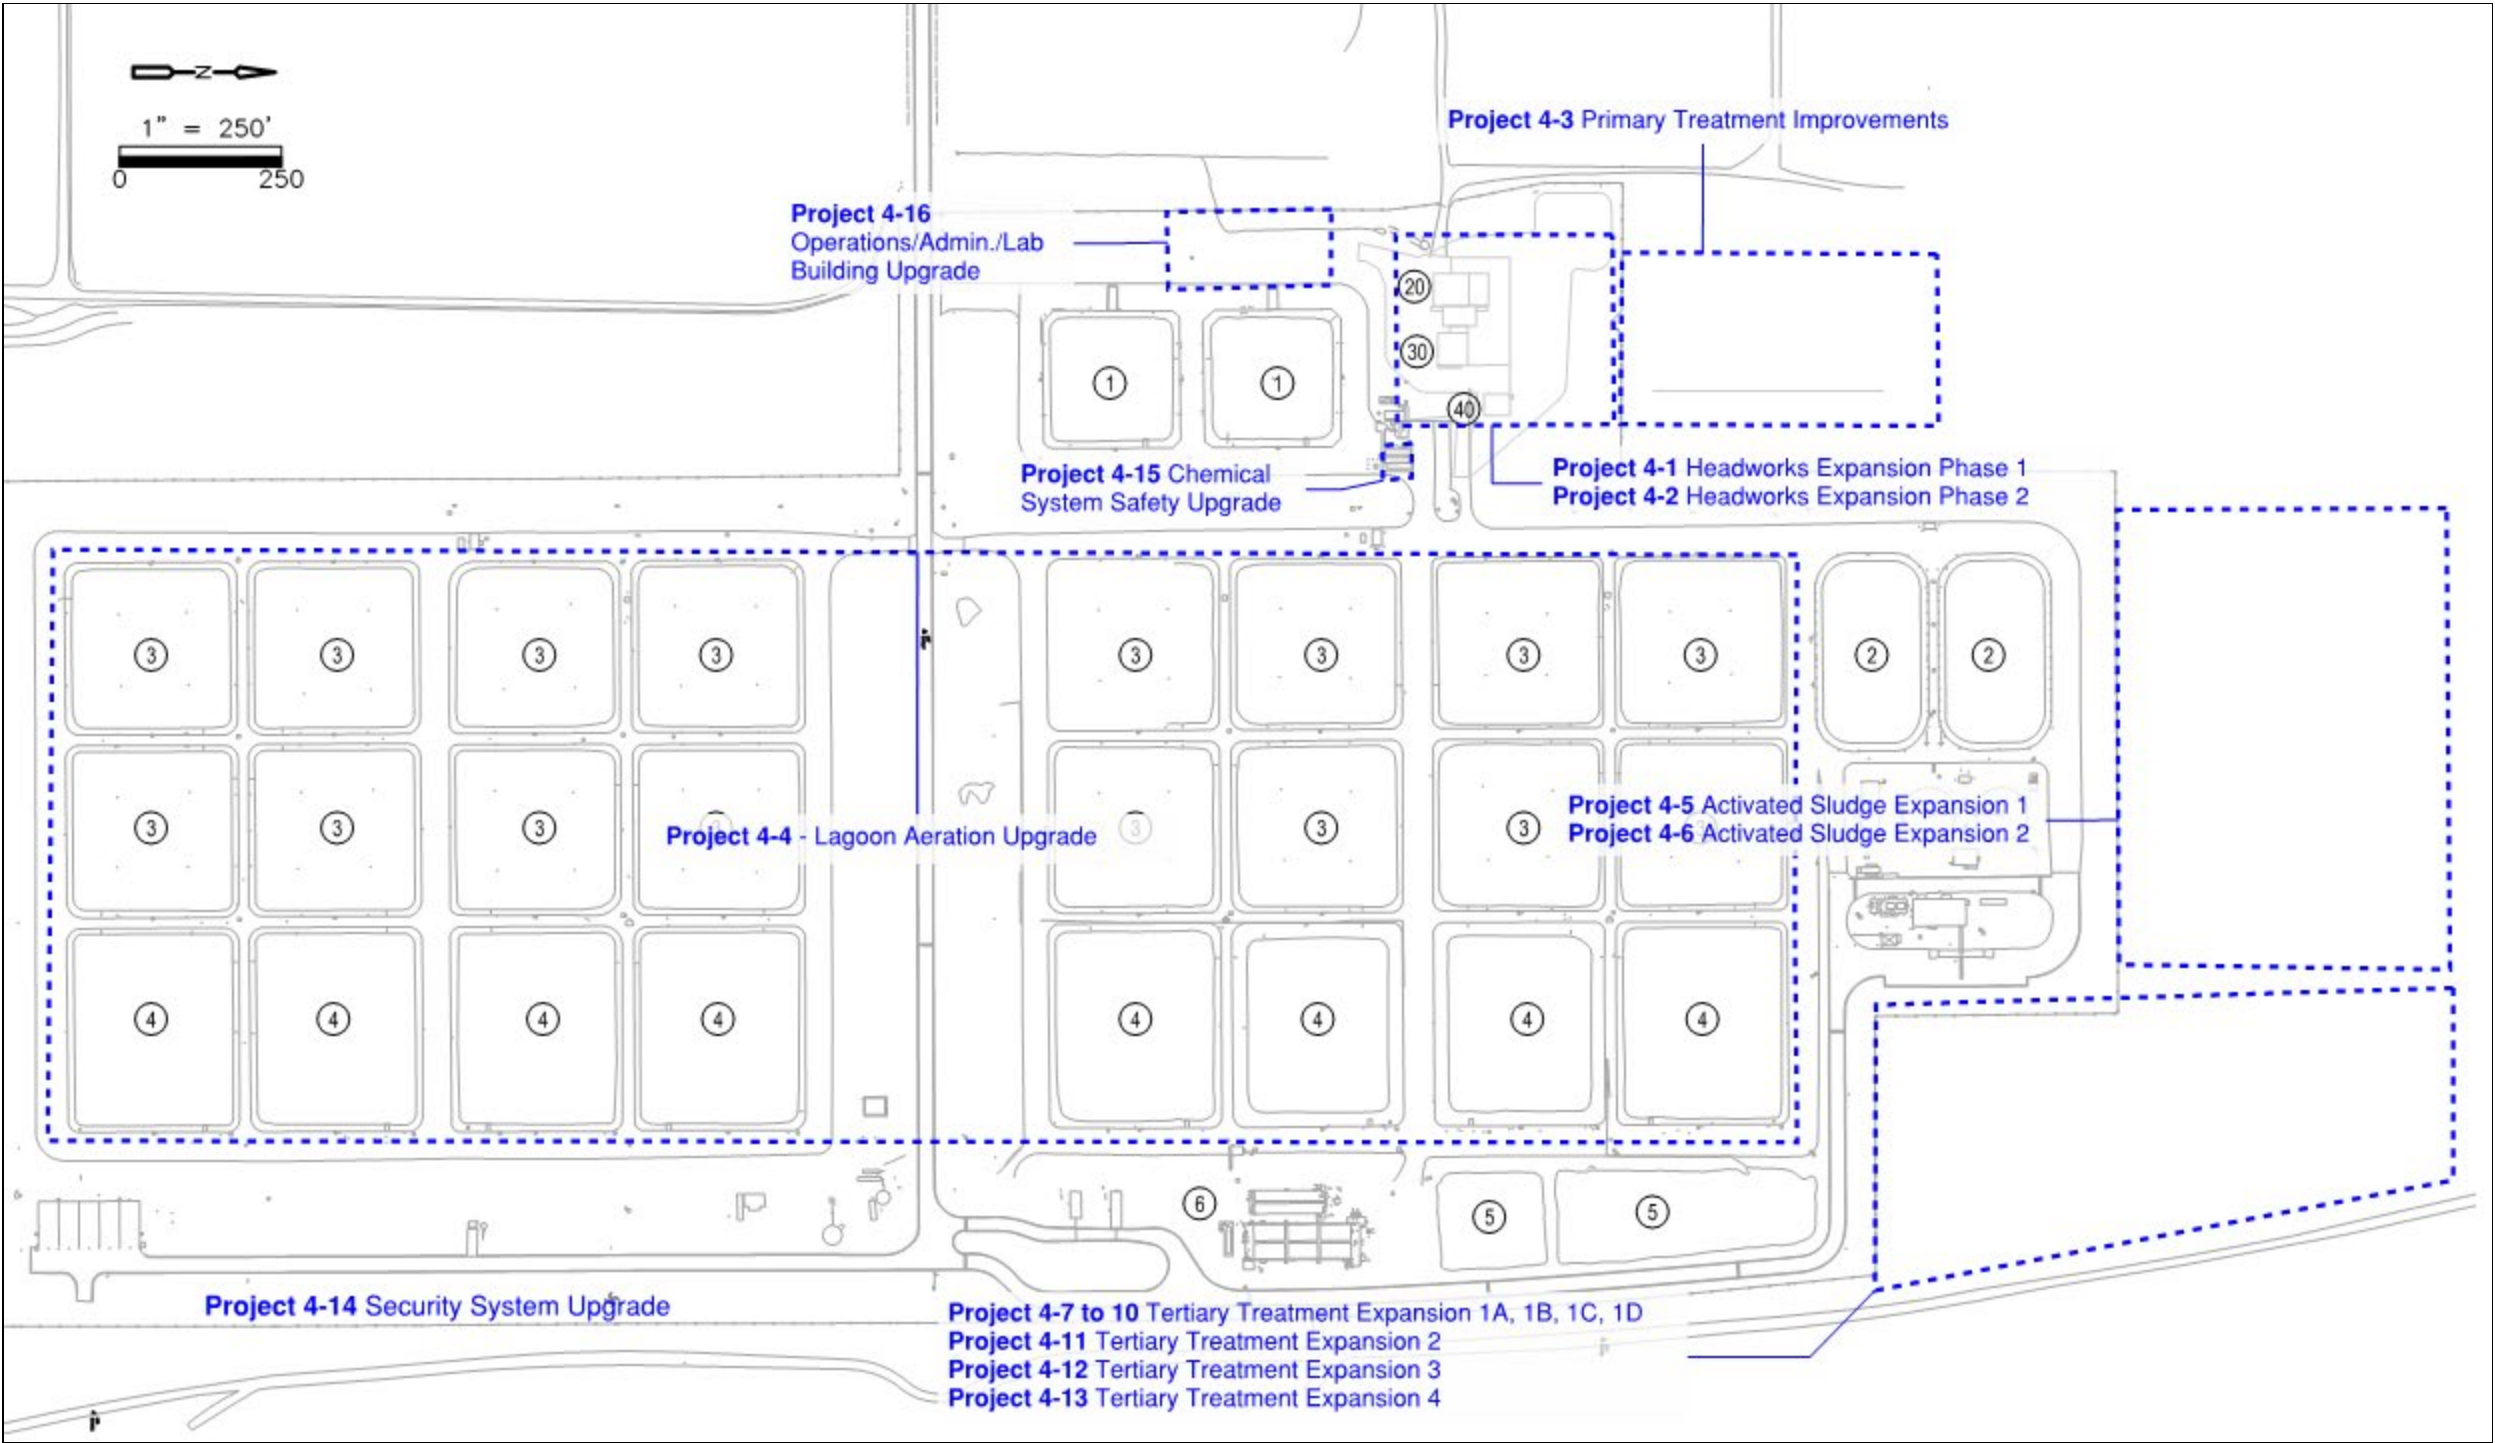 N
1" = 250'
0 250
Project 4-3 Primary Treatment Improvements
Project 4-16
Operations/Admin./Lab
Building Upgrade
20
30
1 1
40
Project 4-15 Chemical
System Safety Upgrade
Project 4-1 Headworks Expansion Phase 1
Project 4-2 Headworks Expansion Phase 2
3 3 3 3 3 3 3 3 2 2
Project 4-5 Activated Sludge Expansion 1
Project 4-6 Activated Sludge Expansion 2
3 3 3 3 3 3 3 3
Project 4-4 - Lagoon Aeration Upgrade
4 4 4 4 4 4 4 4
6 5 5
Project 4-14 Security System Upgrade
Project 4-7 to 10 Tertiary Treatment Expansion 1A, 1B, 1C, 1D
Project 4-11 Tertiary Treatment Expansion 2
Project 4-12 Tertiary Treatment Expansion 3
Project 4-13 Tertiary Treatment Expansion 4